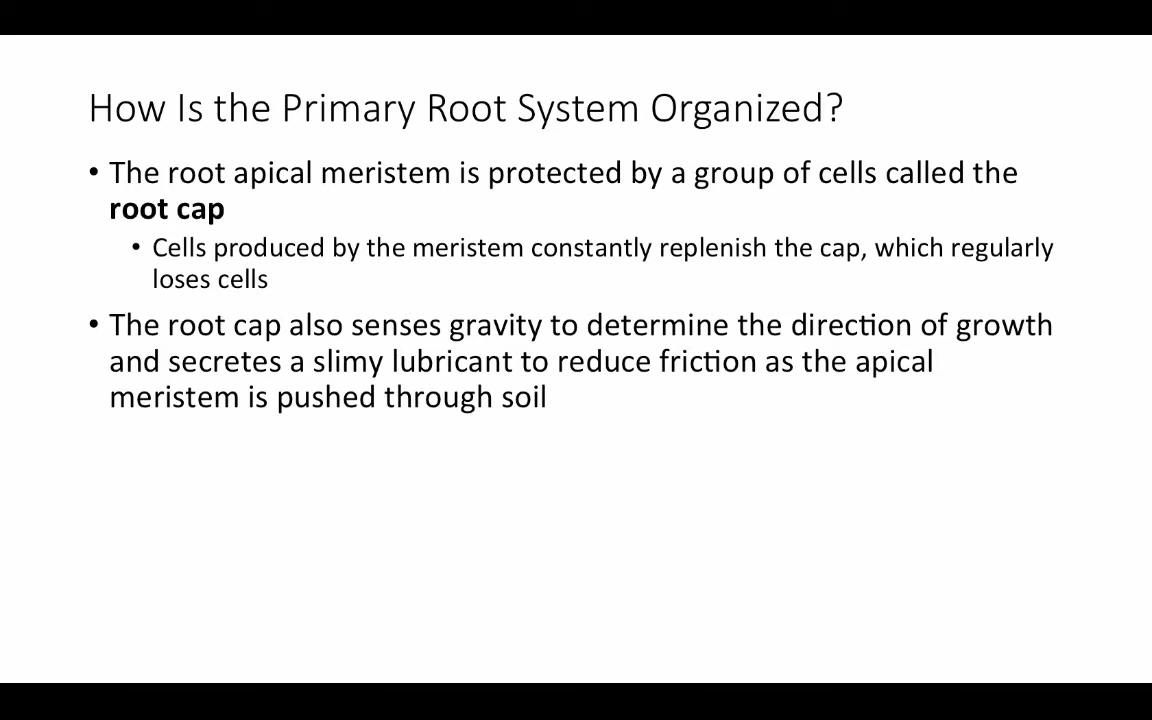 How Is the Primary Root System Organized?
• The root apical meristem is protected by a group of cells called the
root cap
• Cells produced by the meristem constantly replenish the cap, which regularly
loses cells
• The root cap also senses gravity to determine the direction of growth
and secretes a slimy lubricant to reduce friction as the apical
meristem is pushed through soil